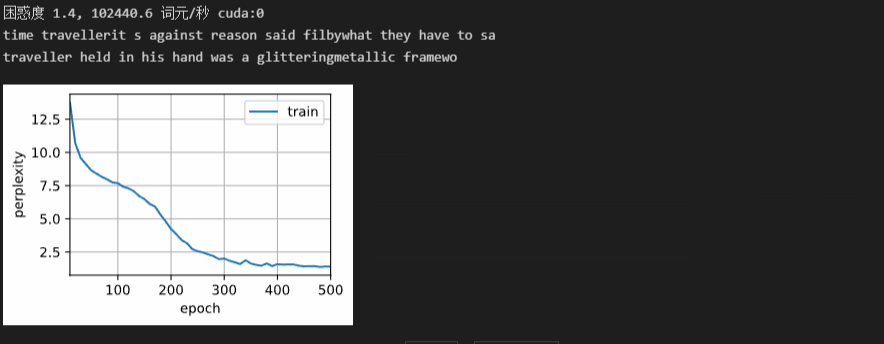 困惑度 1.4, 102440.6 词元/秒 cuda:0
time travellerit s against reason said filbywhat they have to sa
traveller held in his hand was a glitteringmetallic framewo
train
12.5
10.0
7.5
5.0
2.5
perplexity
100 200 300 400 500
epoch